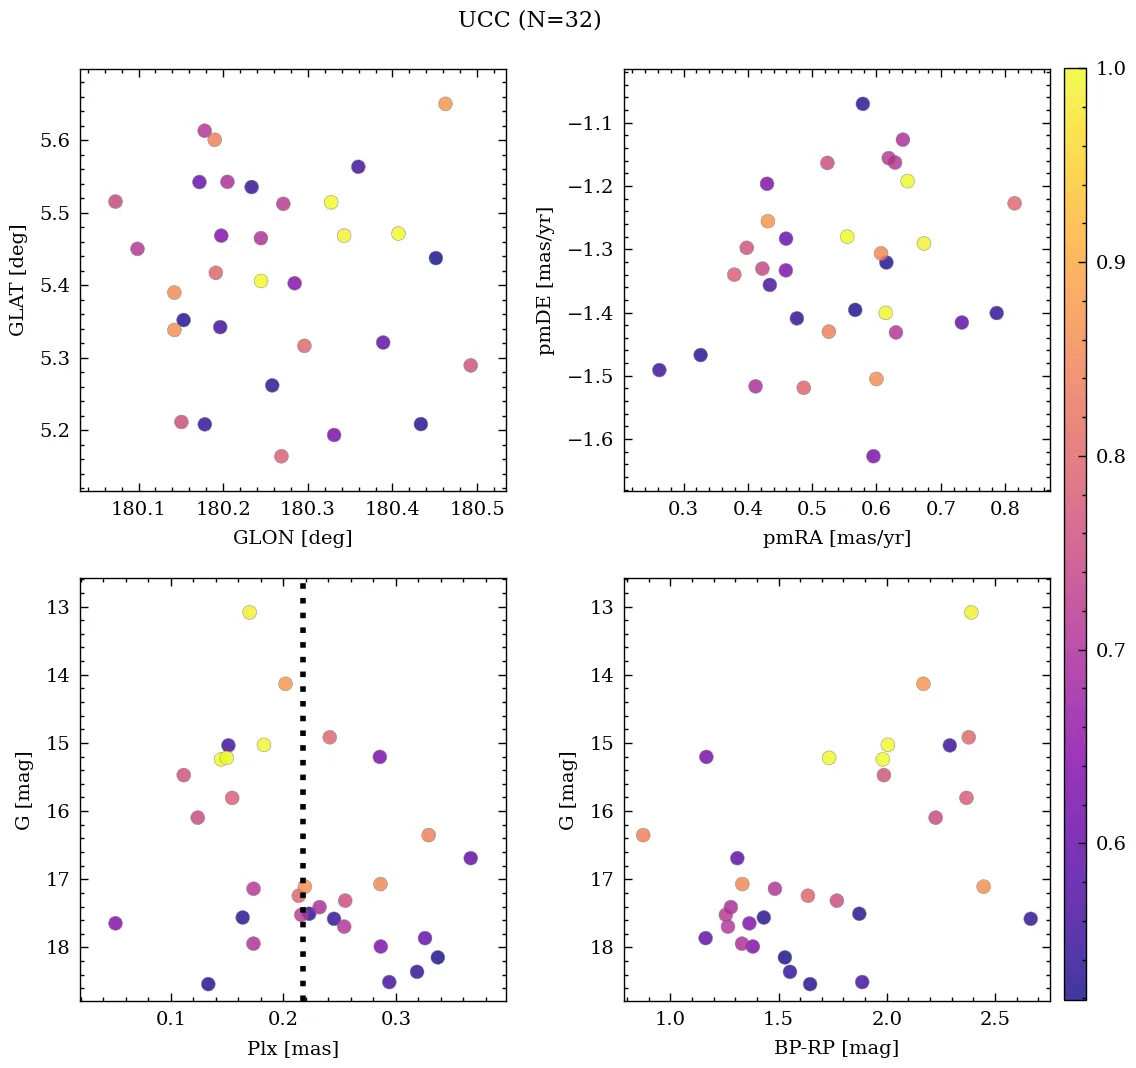 UCC (N=32)
5.6
5.5
5.4
5.3
5.2
GLAT [deg]
180.1 180.2 180.3 180.4 180.5
GLON [deg]
−1.1
−1.2
−1.3
−1.4
−1.5
−1.6
pmDE [mas/yr]
0.3 0.4 0.5 0.6 0.7 0.8
pmRA [mas/yr]
1.0
0.9
0.8
0.7
0.6
13
14
15
16
17
18
G [mag]
0.1 0.2 0.3
Plx [mas]
13
14
15
16
17
18
G [mag]
1.0 1.5 2.0 2.5
BP-RP [mag]